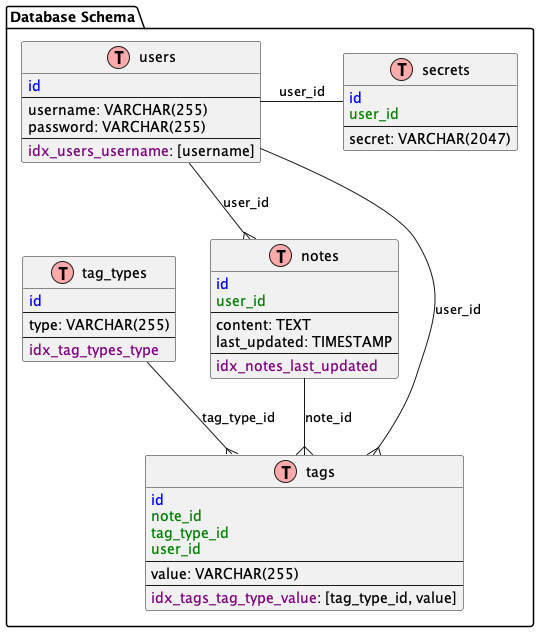 Database Schema
T users
id
username: VARCHAR(255)
password: VARCHAR(255)
idx_users_username: [username]
user_id
T secrets
id
user_id
secret: VARCHAR(2047)
user_id
T tag_types
id
type: VARCHAR(255)
idx_tag_types_type
T notes
id
user_id
content: TEXT
last_updated: TIMESTAMP
idx_notes_last_updated
user_id
tag_type_id
note_id
T tags
id
note_id
tag_type_id
user_id
value: VARCHAR(255)
idx_tags_tag_type_value: [tag_type_id, value]